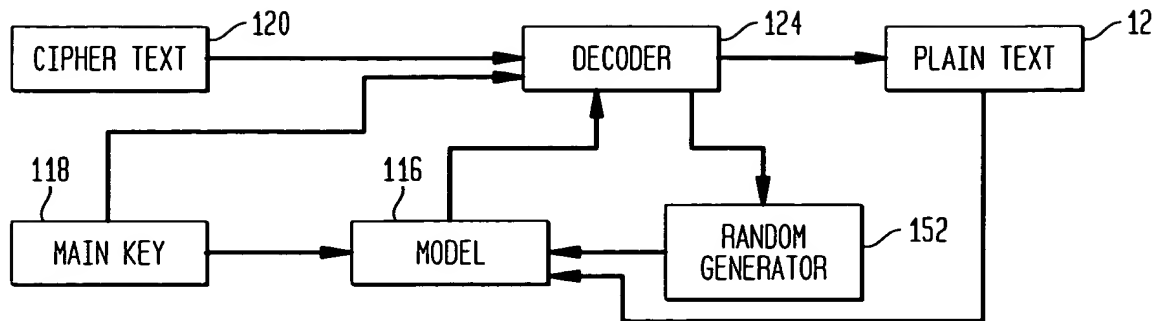 120
CIPHER TEXT
124
DECODER
12
PLAIN TEXT
118
MAIN KEY
116
MODEL
152
RANDOM
GENERATOR